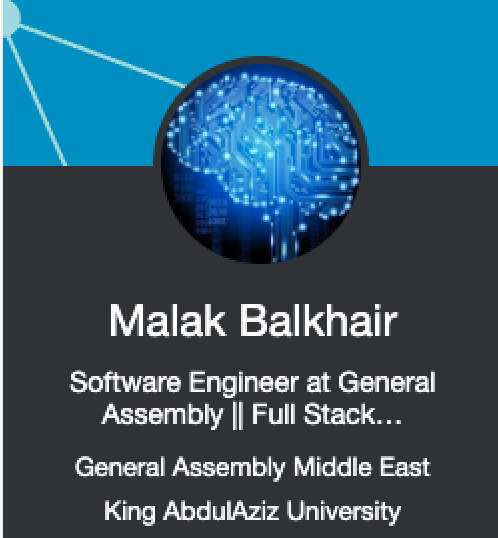 Malak Balkhair
Software Engineer at General
Assembly || Full Stack...
General Assembly Middle East
King AbdulAziz University